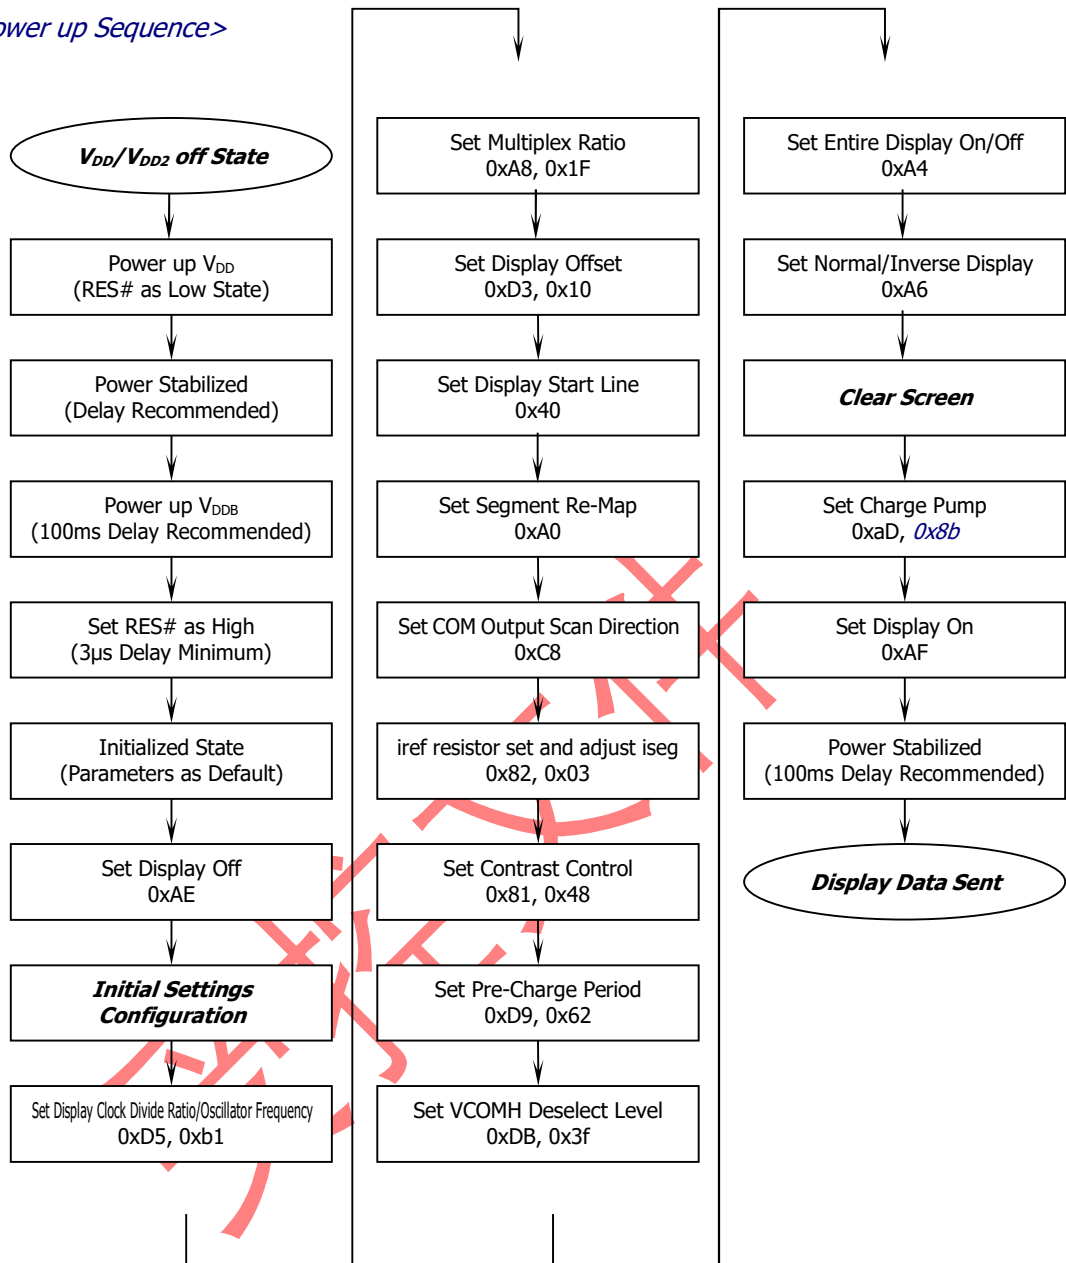 ower up Sequence>
V_DD/V_DD2 off State
Power up V_DD
(RES# as Low State)
Power Stabilized
(Delay Recommended)
Power up V_DDB
(100ms Delay Recommended)
Set RES# as High
(3μs Delay Minimum)
Initialized State
(Parameters as Default)
Set Display Off
0xAE
Initial Settings
Configuration
Set Display Clock Divide Ratio/Oscillator Frequency
0xD5, 0xb1
Set Multiplex Ratio
0xA8, 0x1F
Set Display Offset
0xD3, 0x10
Set Display Start Line
0x40
Set Segment Re-Map
0xA0
Set COM Output Scan Direction
0xC8
iref resistor set and adjust iseg
0x82, 0x03
Set Contrast Control
0x81, 0x48
Set Pre-Charge Period
0xD9, 0x62
Set VCOMH Deselect Level
0xDB, 0x3f
Set Entire Display On/Off
0xA4
Set Normal/Inverse Display
0xA6
Clear Screen
Set Charge Pump
0xaD, 0x8b
Set Display On
0xAF
Power Stabilized
(100ms Delay Recommended)
Display Data Sent